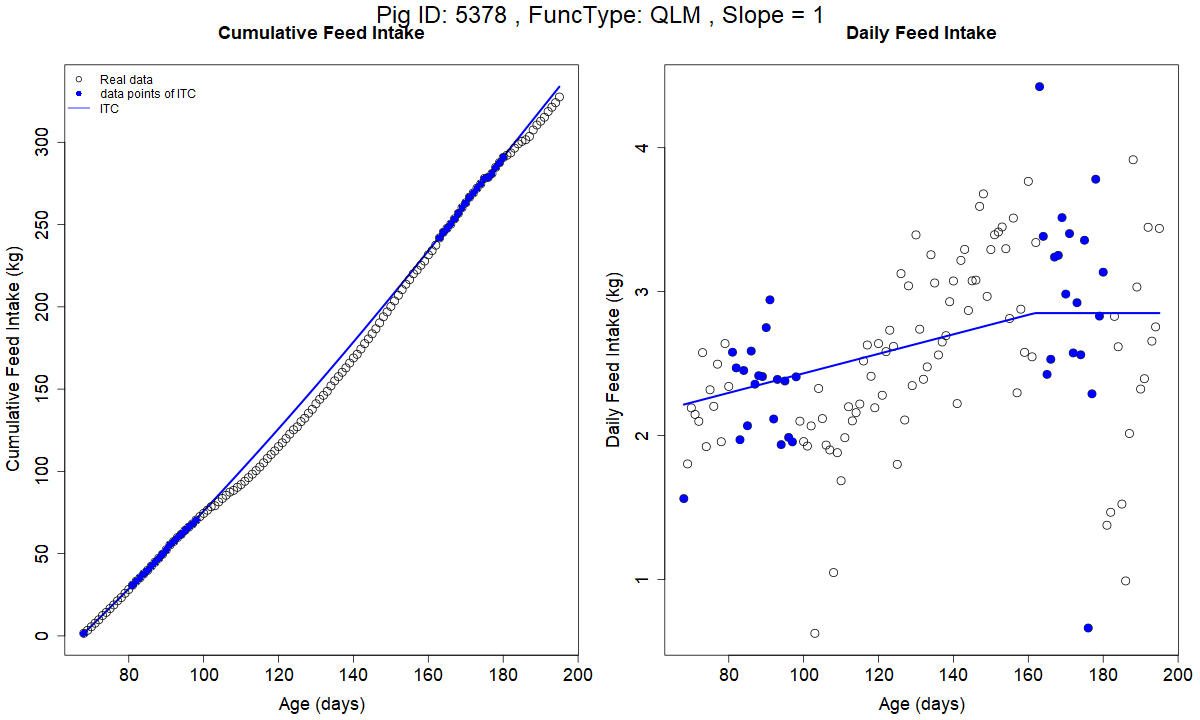 Pig ID: 5378 , FuncType: QLM , Slope = 1
Cumulative Feed Intake
Real data
data points of ITC
ITC
Cumulative Feed Intake (kg)
0
50
100
150
200
250
300
80 100 120 140 160 180 200
Age (days)
Daily Feed Intake
Daily Feed Intake (kg)
1
2
3
4
80 100 120 140 160 180 200
Age (days)